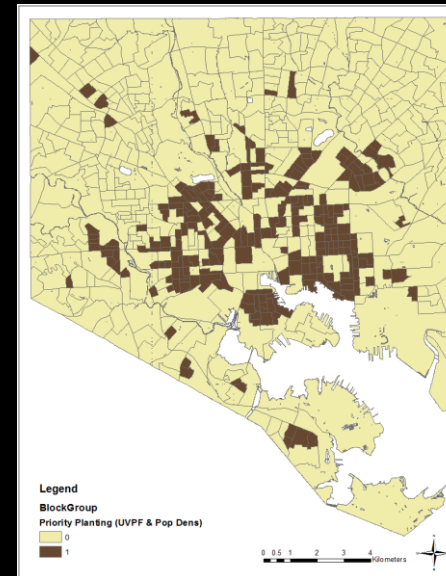 Legend
BlockGroup
Priority Planting (UVPF & Pop Dens)
0
1
0 0.5 1 2 3 4
Kilometers